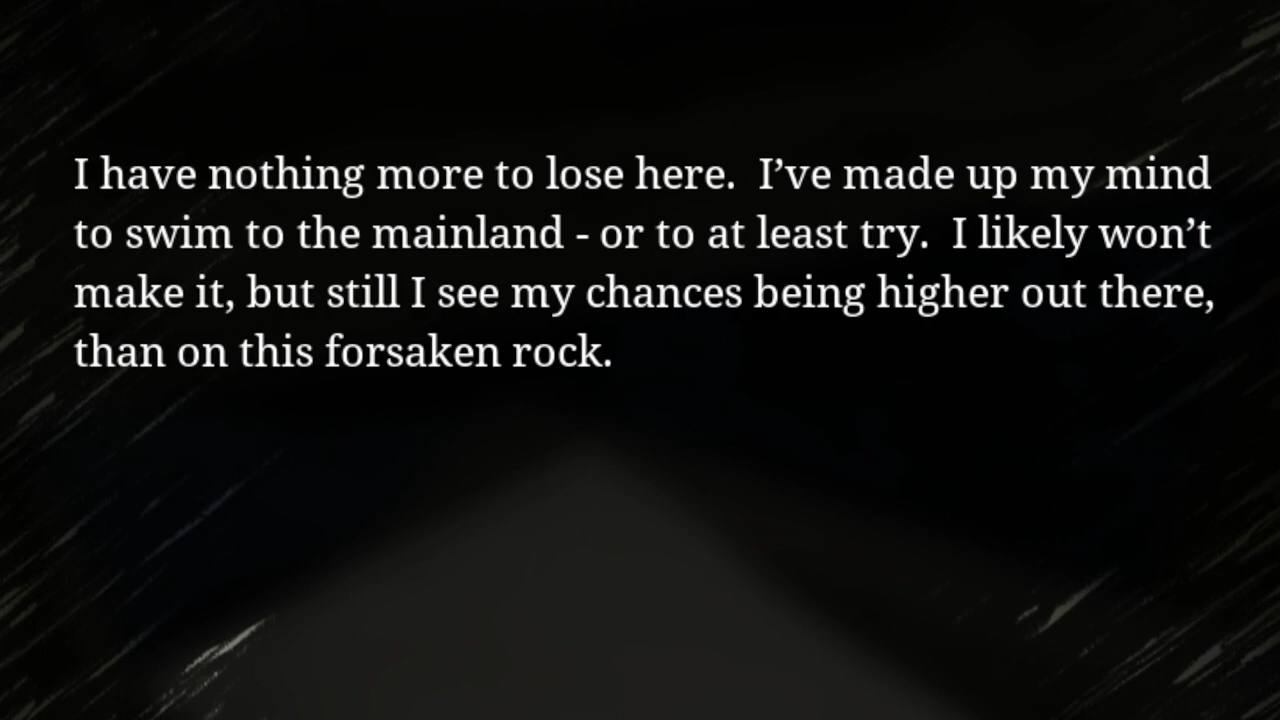 I have nothing more to lose here.  I’ve made up my mind
to swim to the mainland - or to at least try.  I likely won’t
make it, but still I see my chances being higher out there,
than on this forsaken rock.